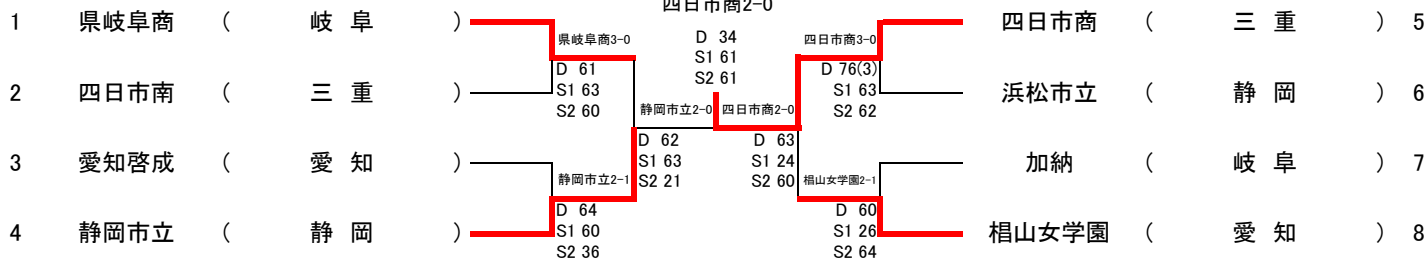 四日市商2-0
1 県岐阜商 ( 岐 阜 )
県岐阜商3-0
D 61
S1 63
S2 60
2 四日市南 ( 三 重 )
静岡市立2-0
D 62
S1 63
S2 21
3 愛知啓成 ( 愛 知 )
静岡市立2-1
D 64
S1 60
S2 36
4 静岡市立 ( 静 岡 )
D 34
S1 61
S2 61
四日市商 ( 三 重 ) 5
四日市商3-0
D 76(3)
S1 63
S2 62
浜松市立 ( 静 岡 ) 6
四日市商2-0
D 63
S1 24
S2 60
加納 ( 岐 阜 ) 7
椙山女学園2-1
D 60
S1 26
S2 64
椙山女学園 ( 愛 知 ) 8